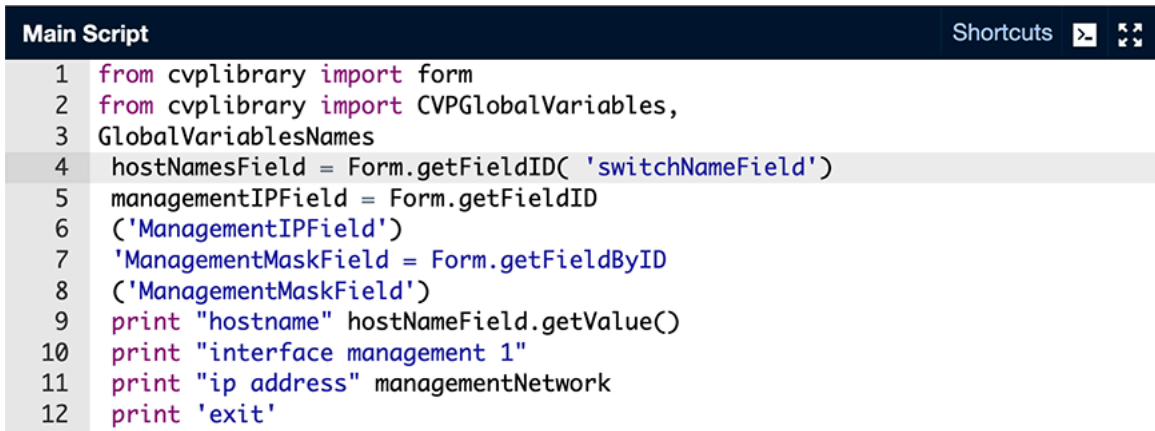 Main Script Shortcuts
1 from cvplibrary import form
2 from cvplibrary import CVPGlobalVariables,
3 GlobalVariablesNames
4 hostNamesField = Form.getFieldID( 'switchNameField')
5 managementIPField = Form.getFieldID
6 ('ManagementIPField')
7 'ManagementMaskField = Form.getFieldByID
8 ('ManagementMaskField')
9 print "hostname" hostNameField.getValue()
10 print "interface management 1"
11 print "ip address" managementNetwork
12 print 'exit'